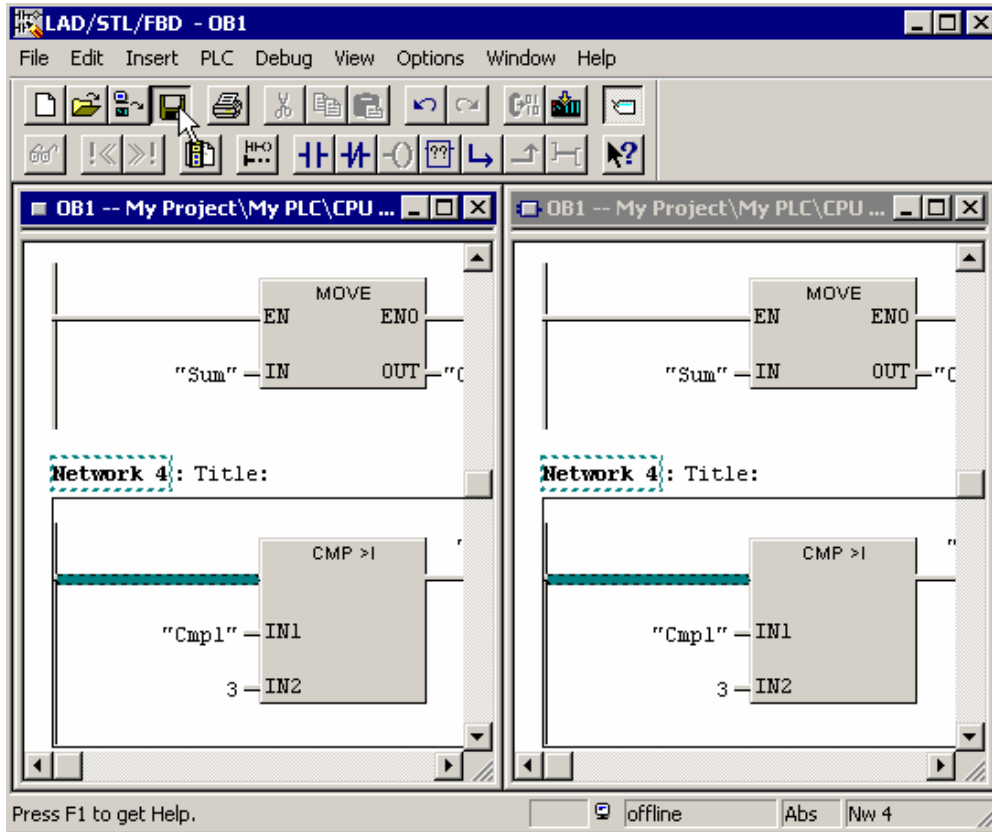 LAD/STL/FBD - OB1
File Edit Insert PLC Debug View Options Window Help
OB1 -- My Project\My PLC\CPU ...
MOVE
EN ENO
"Sum" IN OUT "C
Network 4: Title:
CMP >I
"Cmp1" IN1
3 IN2
OB1 -- My Project\My PLC\CPU ...
MOVE
EN ENO
"Sum" IN OUT "C
Network 4: Title:
CMP >I
"Cmp1" IN1
3 IN2
Press F1 to get Help.
offline Abs Nw 4